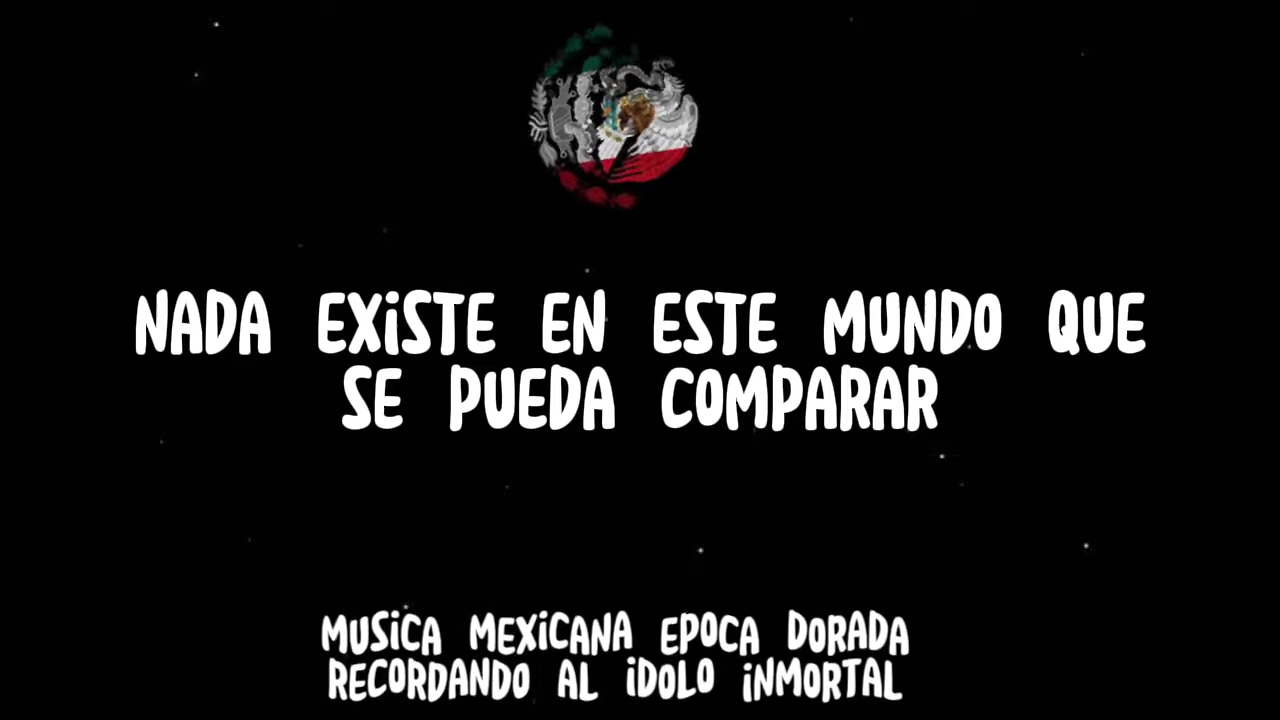 NADA EXISTE EN ESTE MUNDO QUE
SE PUEDA COMPARAR
MUSICA MEXICANA EPOCA DORADA
RECORDANDO AL IDOLO INMORTAL